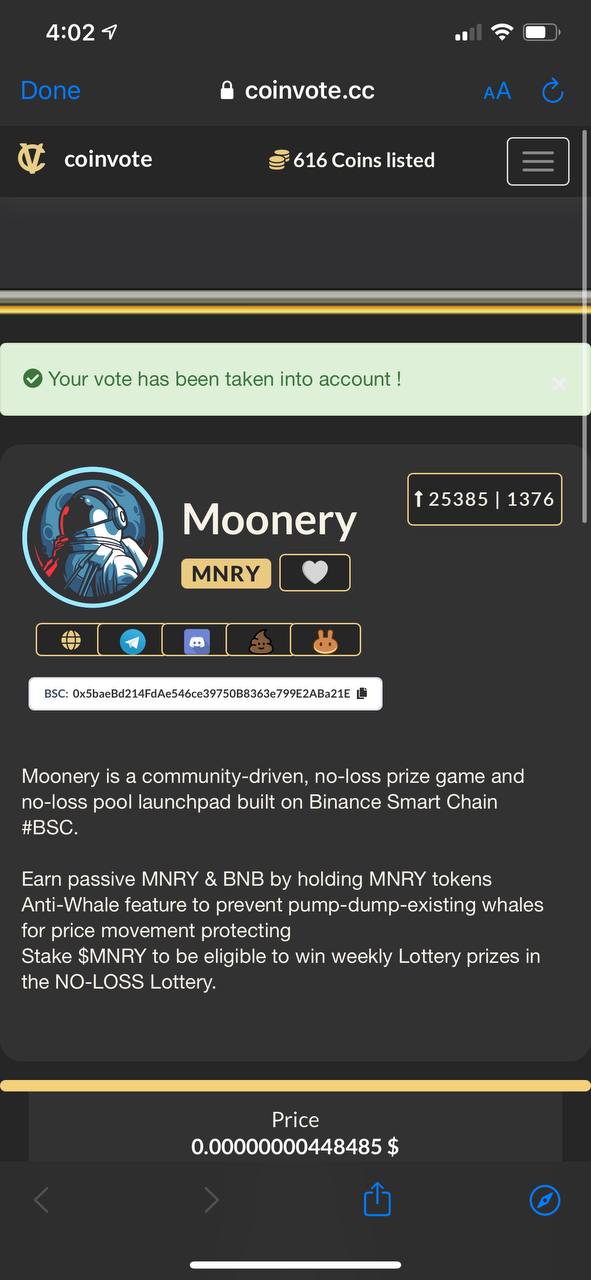 4:02
Done
coinvote.cc
AA
coinvote
616 Coins listed
Your vote has been taken into account !
×
Moonery
25385 | 1376
MNRY
BSC: 0x5baeBd214FdAe546ce39750B8363e799E2ABa21E
Moonery is a community-driven, no-loss prize game and
no-loss pool launchpad built on Binance Smart Chain
#BSC.
Earn passive MNRY & BNB by holding MNRY tokens
Anti-Whale feature to prevent pump-dump-existing whales
for price movement protecting
Stake $MNRY to be eligible to win weekly Lottery prizes in
the NO-LOSS Lottery.
Price
0.00000000448485 $